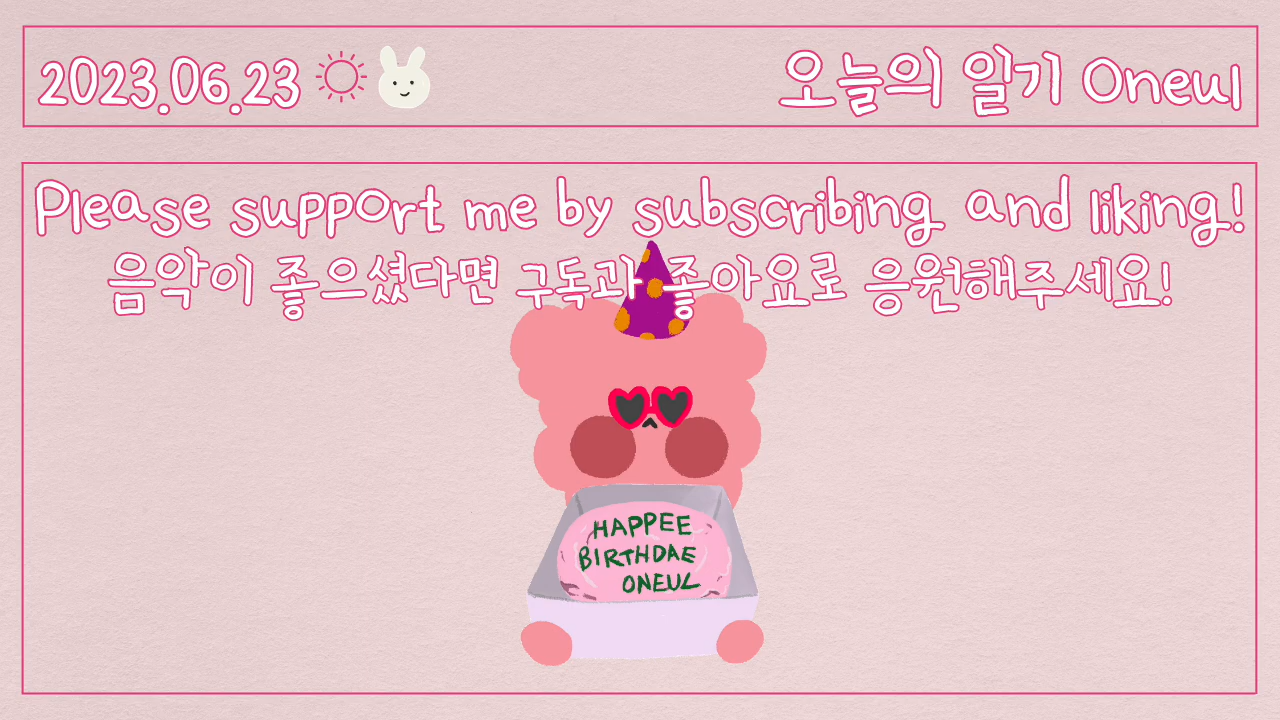 2023.06.23
오늘의 일기 Oneul
Please support me by subscribing and liking!
음악이 좋으셨다면 구독과 좋아요로 응원해주세요!
HAPPEE
BIRTHDAE
ONEUL